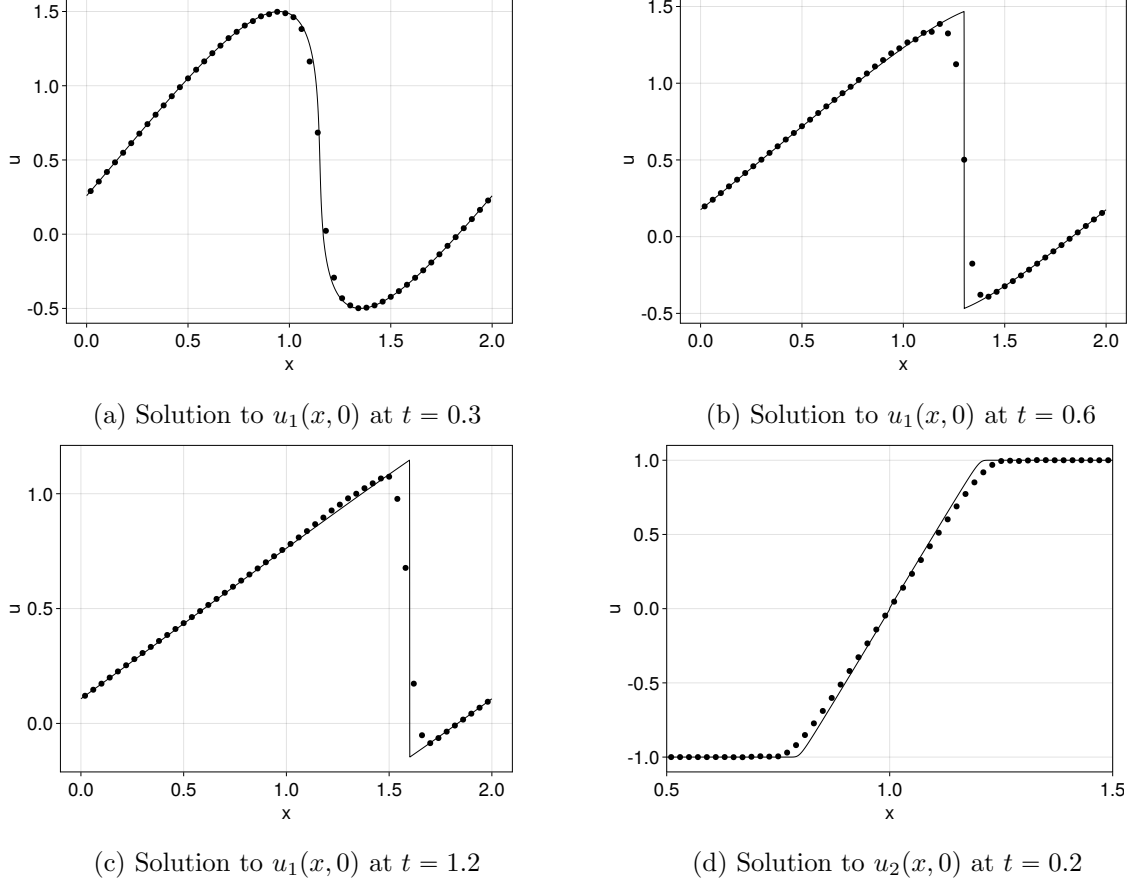 1.5
1.0
0.5
0.0
-0.5
u
0.0 0.5 1.0 1.5 2.0
x
(a) Solution to u₁(x, 0) at t = 0.3
1.5
1.0
0.5
0.0
-0.5
u
0.0 0.5 1.0 1.5 2.0
x
(b) Solution to u₁(x, 0) at t = 0.6
1.0
0.5
0.0
u
0.0 0.5 1.0 1.5 2.0
x
(c) Solution to u₁(x, 0) at t = 1.2
1.0
0.5
0.0
-0.5
-1.0
u
0.5 1.0 1.5
x
(d) Solution to u₂(x, 0) at t = 0.2